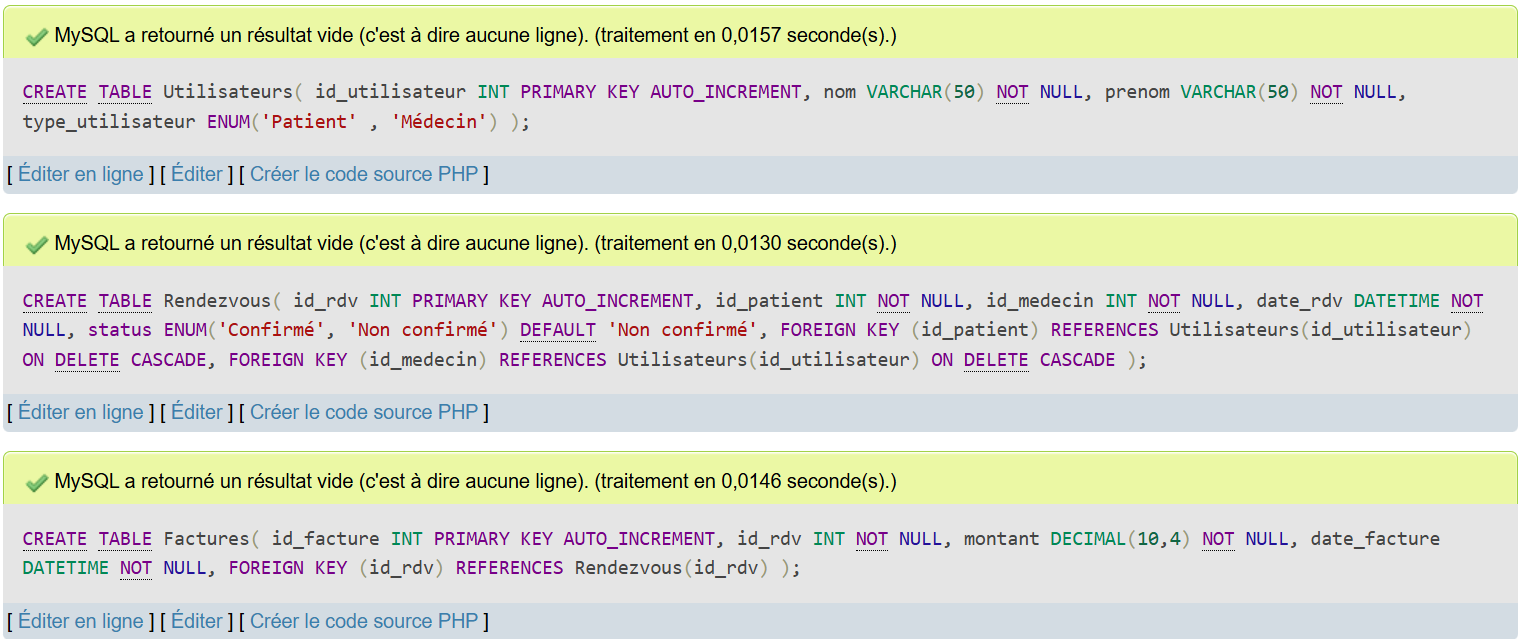 MySQL a retourné un résultat vide (c'est à dire aucune ligne). (traitement en 0,0157 seconde(s).)
CREATE TABLE Utilisateurs( id_utilisateur INT PRIMARY KEY AUTO_INCREMENT, nom VARCHAR(50) NOT NULL, prenom VARCHAR(50) NOT NULL,
type_utilisateur ENUM('Patient' , 'Médecin') );
[ Éditer en ligne ] [ Éditer ] [ Créer le code source PHP ]
MySQL a retourné un résultat vide (c'est à dire aucune ligne). (traitement en 0,0130 seconde(s).)
CREATE TABLE Rendezvous( id_rdv INT PRIMARY KEY AUTO_INCREMENT, id_patient INT NOT NULL, id_medecin INT NOT NULL, date_rdv DATETIME NOT
NULL, status ENUM('Confirmé', 'Non confirmé') DEFAULT 'Non confirmé', FOREIGN KEY (id_patient) REFERENCES Utilisateurs(id_utilisateur)
ON DELETE CASCADE, FOREIGN KEY (id_medecin) REFERENCES Utilisateurs(id_utilisateur) ON DELETE CASCADE );
[ Éditer en ligne ] [ Éditer ] [ Créer le code source PHP ]
MySQL a retourné un résultat vide (c'est à dire aucune ligne). (traitement en 0,0146 seconde(s).)
CREATE TABLE Factures( id_facture INT PRIMARY KEY AUTO_INCREMENT, id_rdv INT NOT NULL, montant DECIMAL(10,4) NOT NULL, date_facture
DATETIME NOT NULL, FOREIGN KEY (id_rdv) REFERENCES Rendezvous(id_rdv) );
[ Éditer en ligne ] [ Éditer ] [ Créer le code source PHP ]